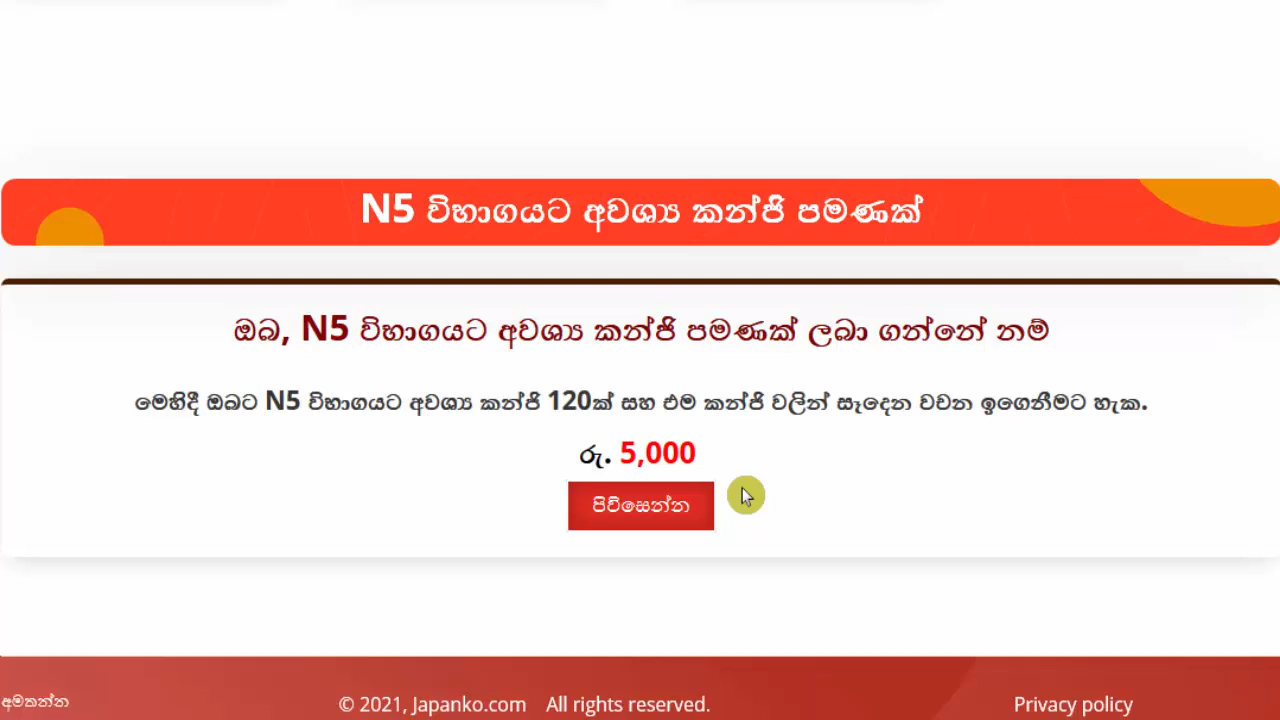 N5 විභාගයට අවශ්‍ය කන්ජි පමණක්
ඔබ, N5 විභාගයට අවශ්‍ය කන්ජි පමණක් ලබා ගන්නේ නම්
මෙහිදී ඔබට N5 විභාගයට අවශ්‍ය කන්ජි 120ක් සහ එම කන්ජි වලින් සෑදෙන වචන ඉගෙනීමට හැක.
රු. 5,000
පිවිසෙන්න
අමතන්න © 2021, Japanko.com All rights reserved. Privacy policy